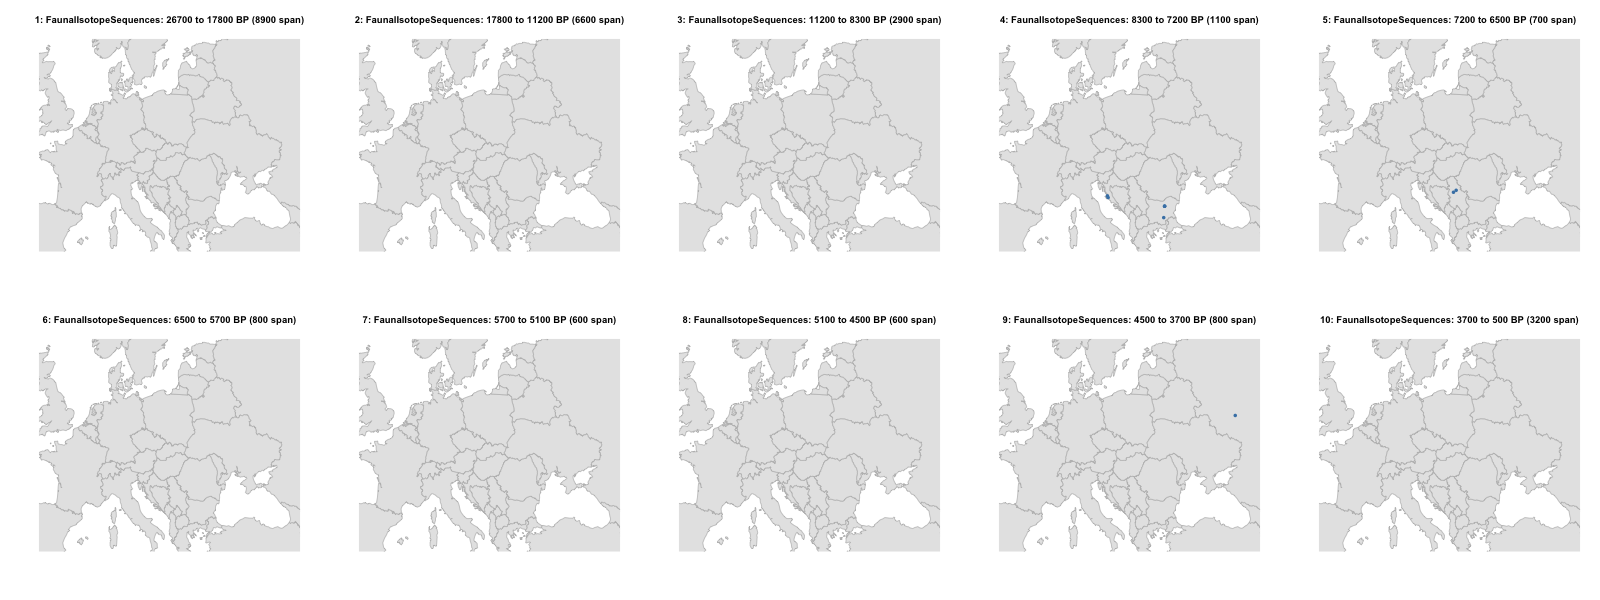 1: FaunalIsotopeSequences: 26700 to 17800 BP (8900 span)
2: FaunalIsotopeSequences: 17800 to 11200 BP (6600 span)
3: FaunalIsotopeSequences: 11200 to 8300 BP (2900 span)
4: FaunalIsotopeSequences: 8300 to 7200 BP (1100 span)
5: FaunalIsotopeSequences: 7200 to 6500 BP (700 span)
6: FaunalIsotopeSequences: 6500 to 5700 BP (800 span)
7: FaunalIsotopeSequences: 5700 to 5100 BP (600 span)
8: FaunalIsotopeSequences: 5100 to 4500 BP (600 span)
9: FaunalIsotopeSequences: 4500 to 3700 BP (800 span)
10: FaunalIsotopeSequences: 3700 to 500 BP (3200 span)